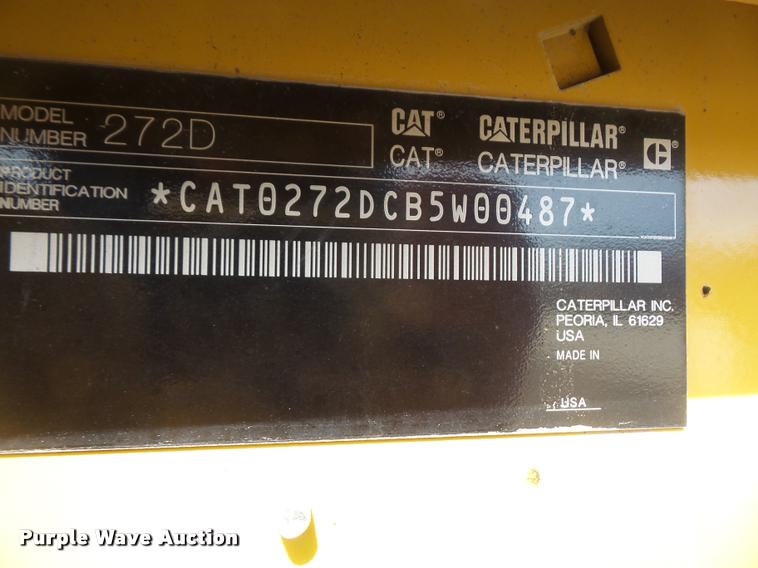 MODEL
NUMBER 272D
CAT® CATERPILLAR®
CAT® CATERPILLAR® C®
PRODUCT
IDENTIFICATION
NUMBER
*CAT0272DCB5W00487*
CATERPILLAR INC.
PEORIA, IL 61629
USA
MADE IN
USA
Purple Wave Auction